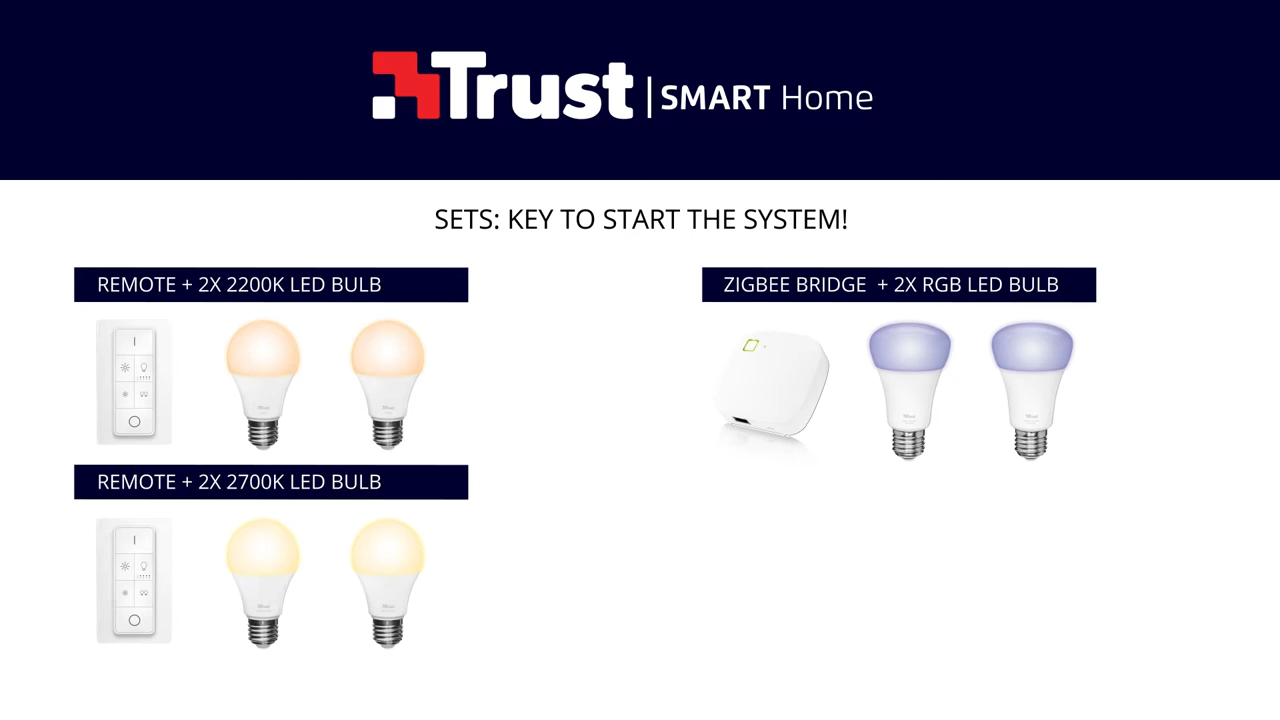 Trust | SMART Home
SETS: KEY TO START THE SYSTEM!
REMOTE + 2X 2200K LED BULB
ZIGBEE BRIDGE + 2X RGB LED BULB
REMOTE + 2X 2700K LED BULB